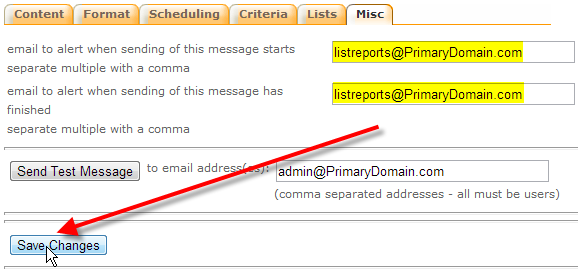 Content Format Scheduling Criteria Lists Misc
email to alert when sending of this message starts listreports@PrimaryDomain.com
separate multiple with a comma
email to alert when sending of this message has listreports@PrimaryDomain.com
finished
separate multiple with a comma
Send Test Message to email address(es): admin@PrimaryDomain.com
(comma separated addresses - all must be users)
Save Changes